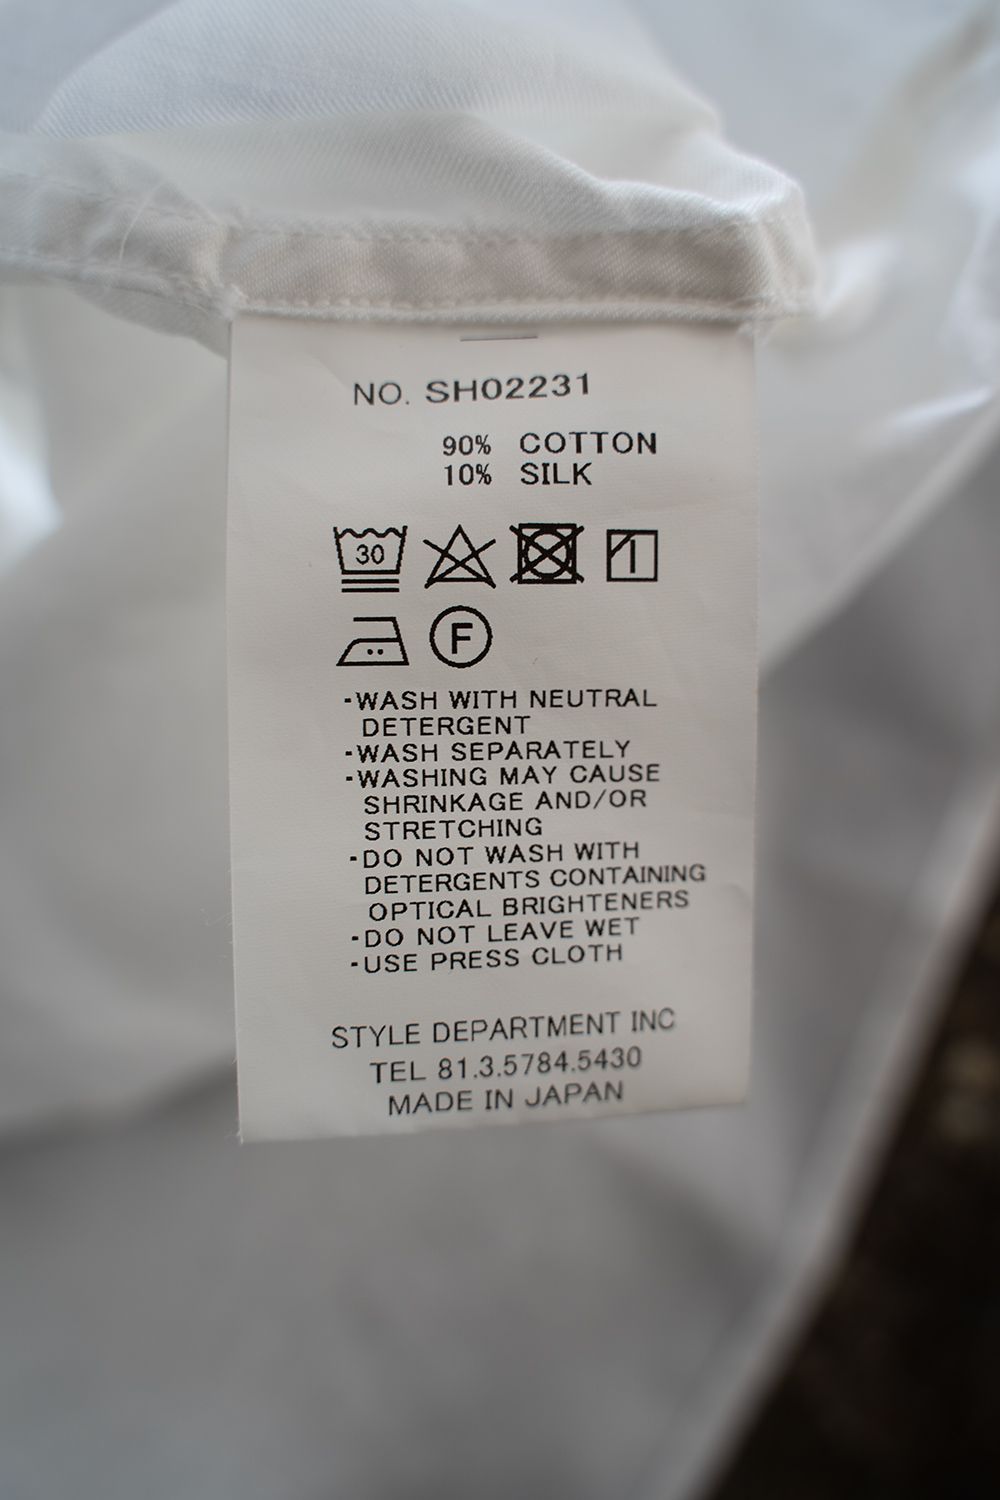 NO. SH02231
90% COTTON
10% SILK
30
F
-WASH WITH NEUTRAL
DETERGENT
-WASH SEPARATELY
-WASHING MAY CAUSE
SHRINKAGE AND/OR
STRETCHING
-DO NOT WASH WITH
DETERGENTS CONTAINING
OPTICAL BRIGHTENERS
-DO NOT LEAVE WET
-USE PRESS CLOTH
STYLE DEPARTMENT INC
TEL 81.3.5784.5430
MADE IN JAPAN